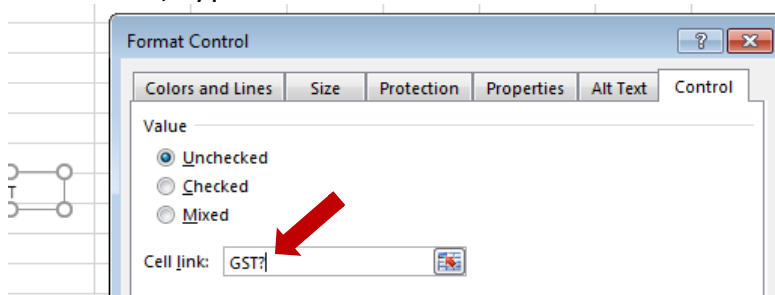 Format Control
Colors and Lines Size Protection Properties Alt Text Control
Value
Unchecked
Checked
Mixed
T
Cell link: GST?